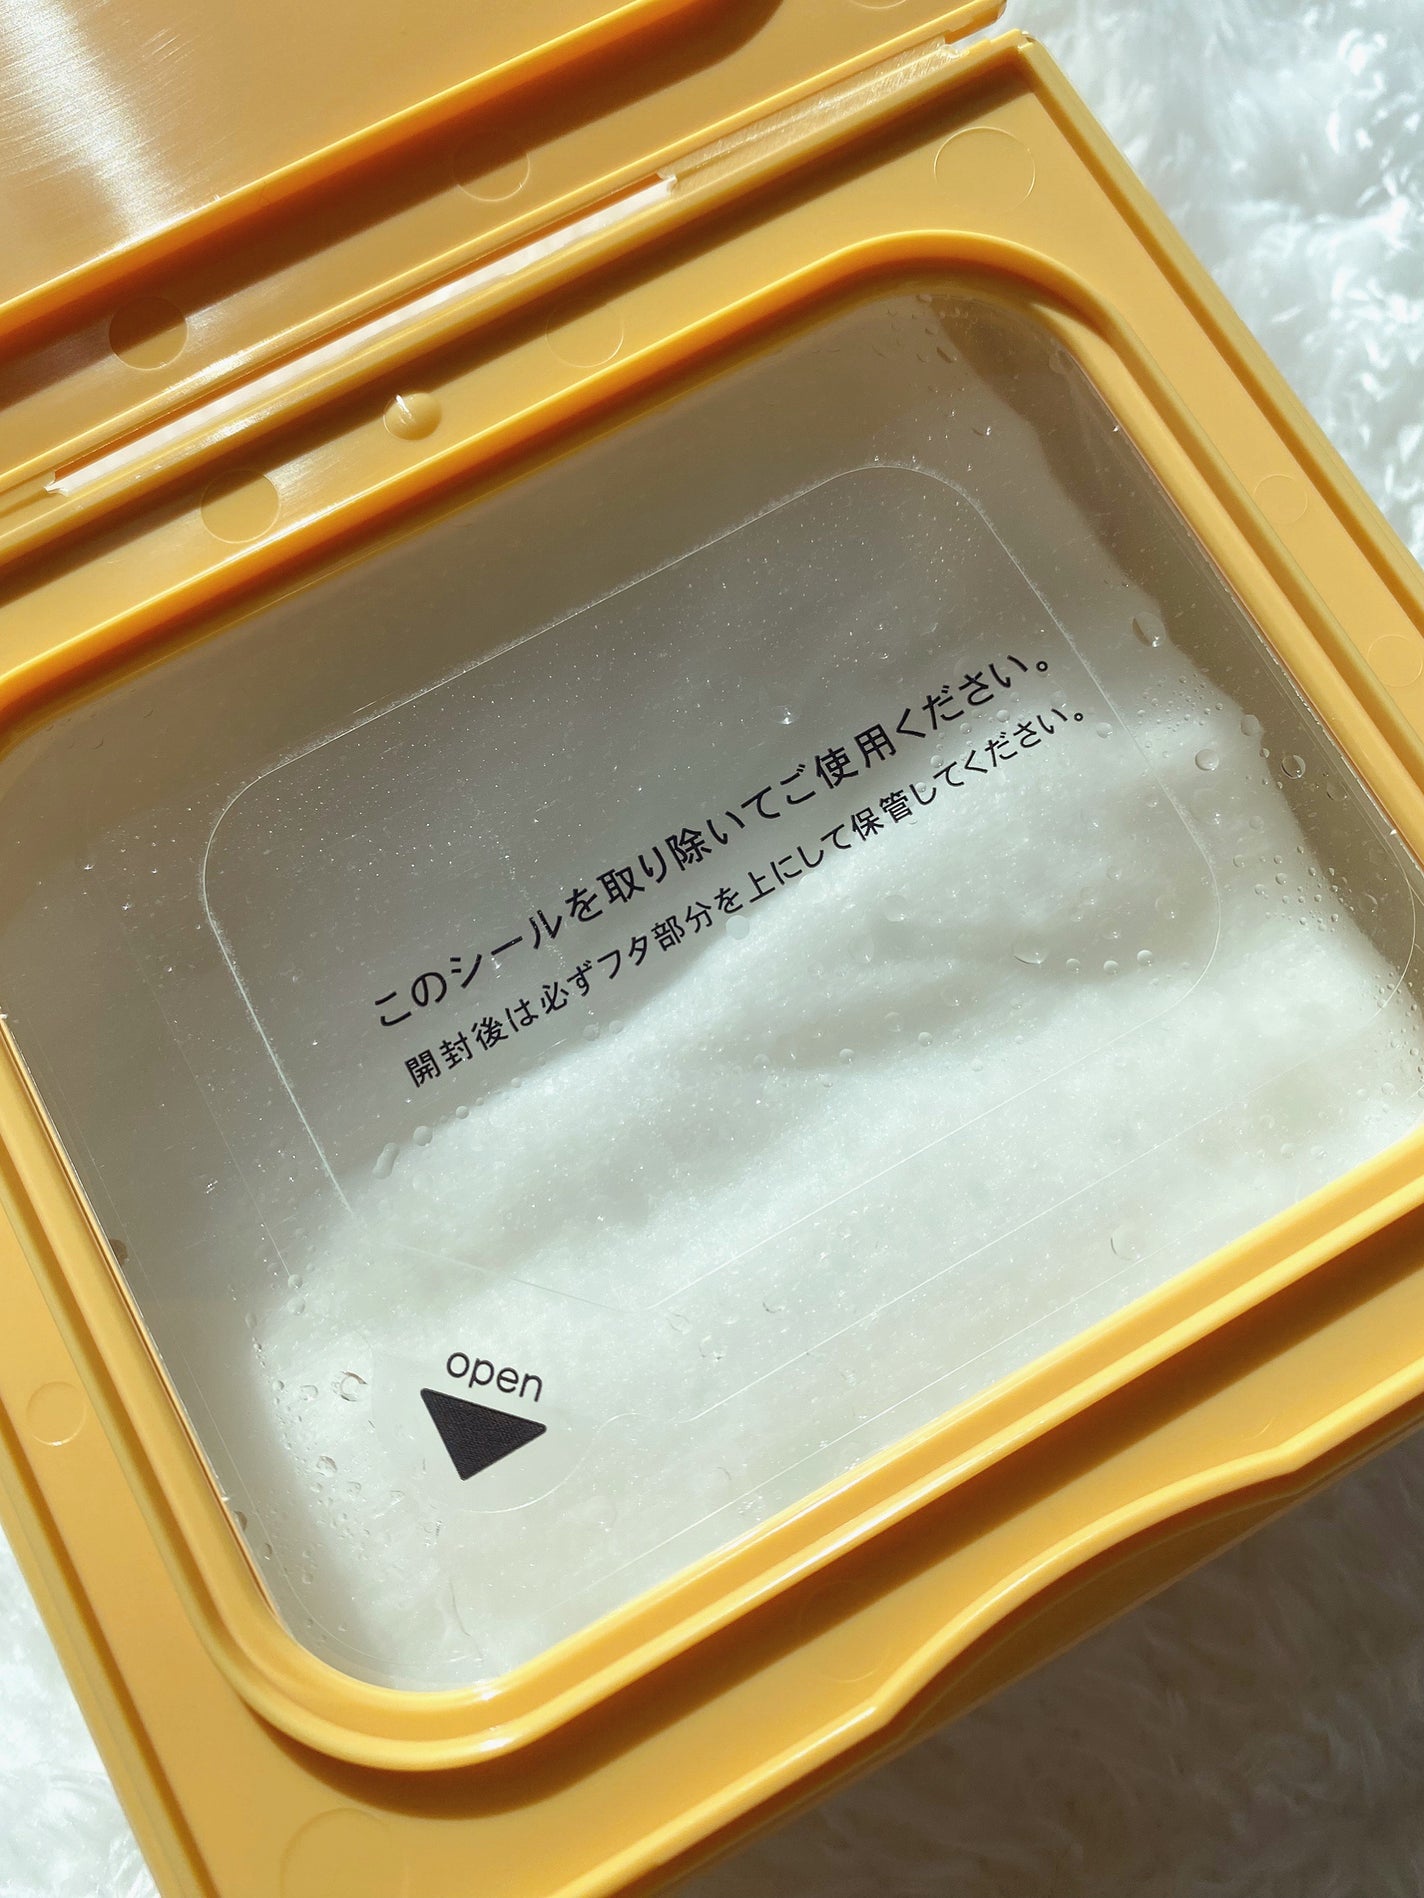 このシールを取り除いてご使用ください。
開封後は必ずフタ部分を上にして保管してください。
open